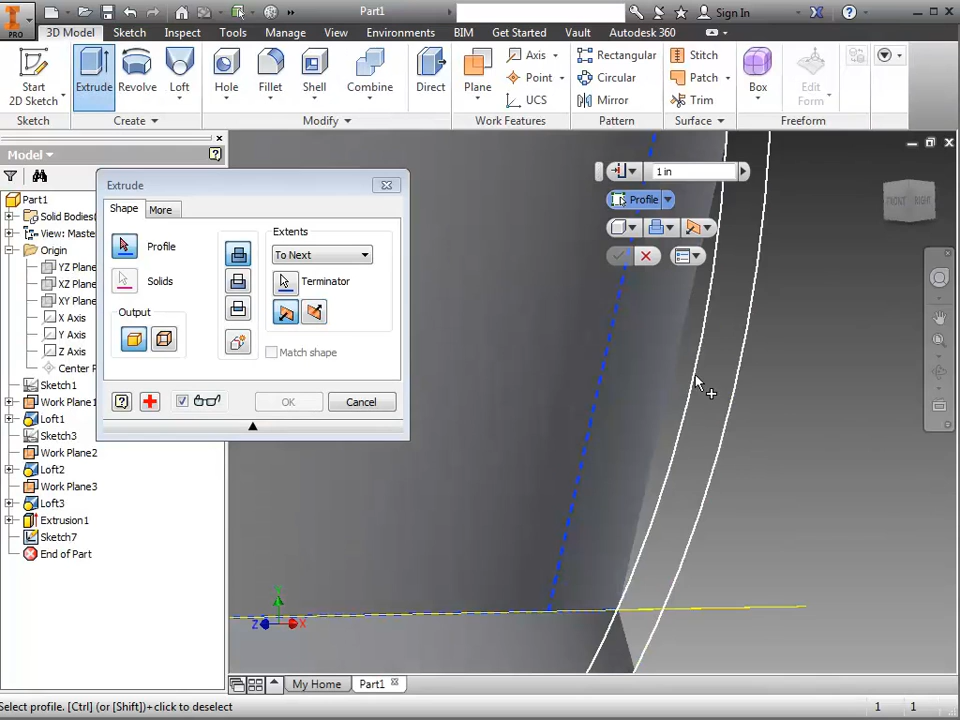 Part1
Sign In
PRO
3D Model Sketch Inspect Tools Manage View Environments BIM Get Started Vault Autodesk 360
Start
2D Sketch
Extrude
Revolve
Loft
Hole
Fillet
Shell
Combine
Direct
Plane
Axis
Point
UCS
Rectangular
Circular
Mirror
Stitch
Patch
Trim
Box
Edit
Form
Sketch
Create
Modify
Work Features
Pattern
Surface
Freeform
Model
Part1
Solid Bodies
View: Master
Origin
YZ Plane
XZ Plane
XY Plane
X Axis
Y Axis
Z Axis
Center P
Sketch1
Work Plane1
Loft1
Sketch3
Work Plane2
Loft2
Work Plane3
Loft3
Extrusion1
Sketch7
End of Part
Extrude
Shape More
Profile
Solids
Output
Extents
To Next
Terminator
Match shape
OK
Cancel
1 in
Profile
FRONT
RIGHT
Z
X
My Home
Part1
Select profile. [Ctrl] (or [Shift])+click to deselect
1 1